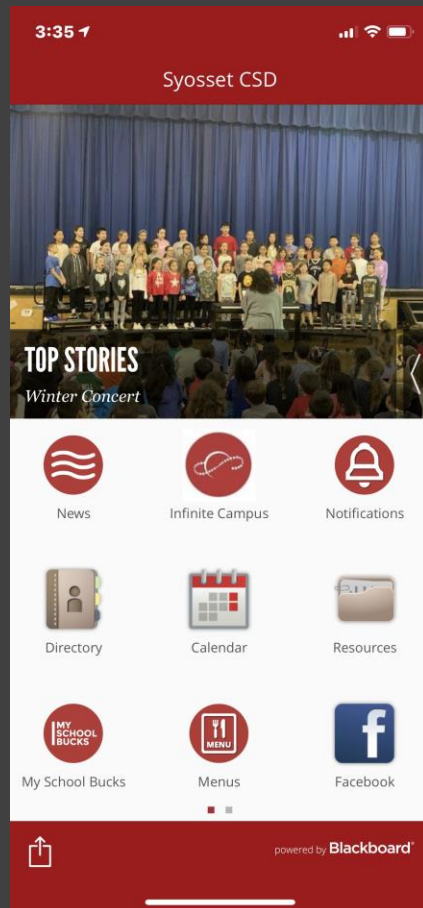 3:35
Syosset CSD
TOP STORIES
Winter Concert
News
Infinite Campus
Notifications
Directory
Calendar
Resources
MY
SCHOOL
BUCKS
MENU
My School Bucks
Menus
f
Facebook
powered by Blackboard